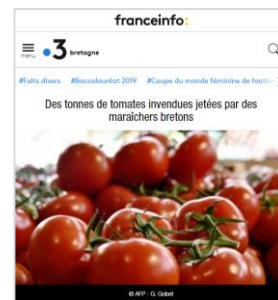 franceinfo:
menu
3 bretagne
#Faits divers #Baccalauréat 2019 #Coupe du monde féminine de footb
Des tonnes de tomates invendues jetées par des
maraîchers bretons
© AFP - G. Gobet